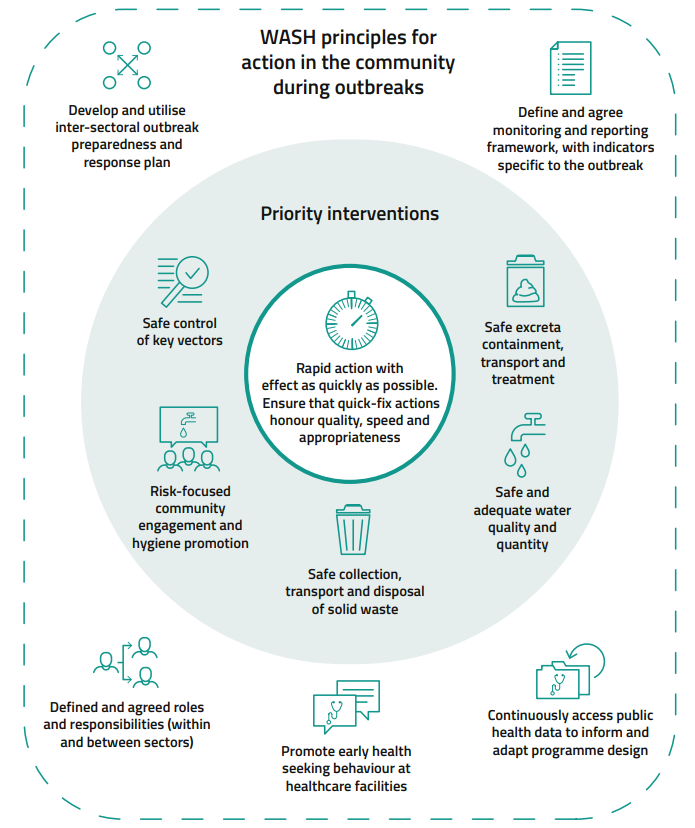 WASH principles for
action in the community
during outbreaks
Develop and utilise
inter-sectoral outbreak
preparedness and
response plan
Define and agree
monitoring and reporting
framework, with indicators
specific to the outbreak
Priority interventions
Safe control
of key vectors
Rapid action with
effect as quickly as possible.
Ensure that quick-fix actions
honour quality, speed and
appropriateness
Safe excreta
containment,
transport and
treatment
Risk-focused
community
engagement and
hygiene promotion
Safe and
adequate water
quality and
quantity
Safe collection,
transport and disposal
of solid waste
Defined and agreed roles
and responsibilities (within
and between sectors)
Promote early health
seeking behaviour at
healthcare facilities
Continuously access public
health data to inform and
adapt programme design